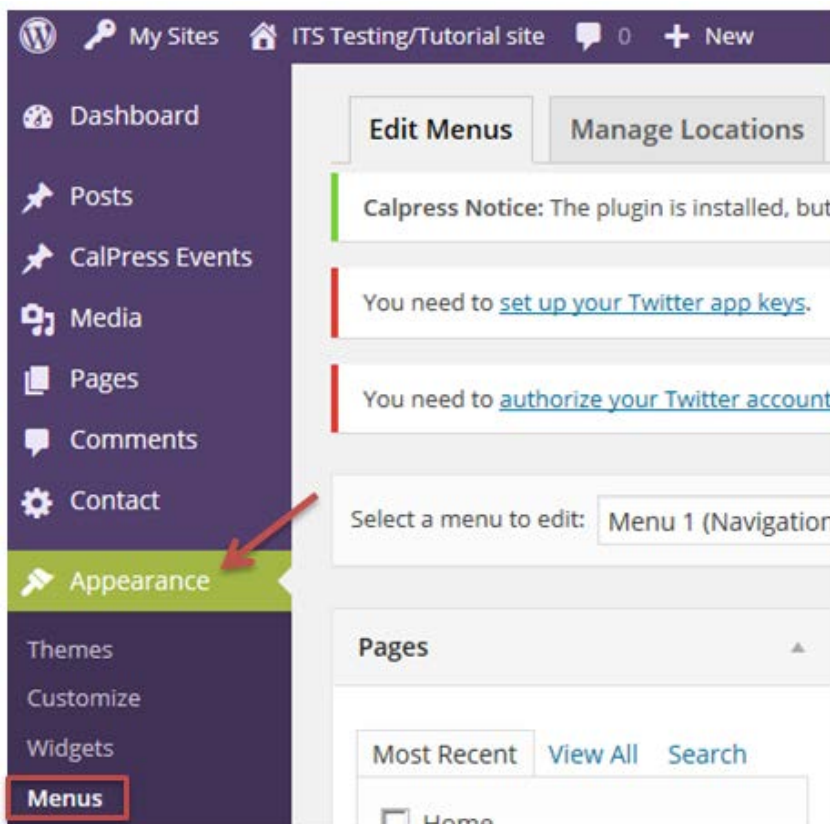 My Sites ITS Testing/Tutorial site 0 + New
Dashboard
Posts
CalPress Events
Media
Pages
Comments
Contact
Appearance
Themes
Customize
Widgets
Menus
Edit Menus Manage Locations
Calpress Notice: The plugin is installed, but
You need to set up your Twitter app keys.
You need to authorize your Twitter account
Select a menu to edit: Menu 1 (Navigation
Pages
Most Recent View All Search
Home